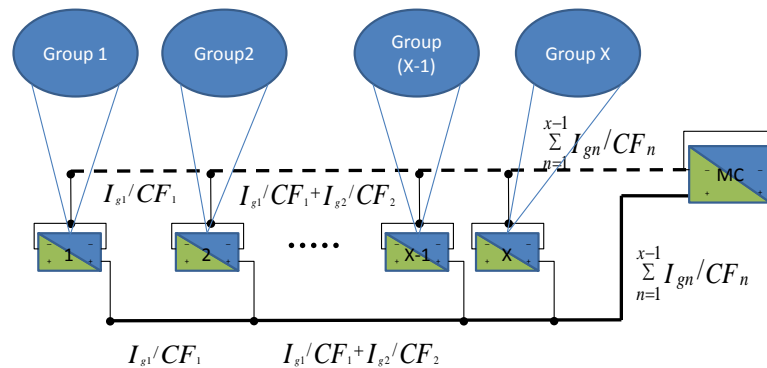 Group 1
Group2
Group
(X-1)
Group X
x−1
Σ I_gn/CF_n
n=1
I_g1/CF_1
I_g1/CF_1+I_g2/CF_2
MC
− −
+ +
1
− −
+ +
2
− −
+ +
.....
X-1
− −
+ +
X
− −
+ +
x−1
Σ I_gn/CF_n
n=1
I_g1/CF_1
I_g1/CF_1+I_g2/CF_2